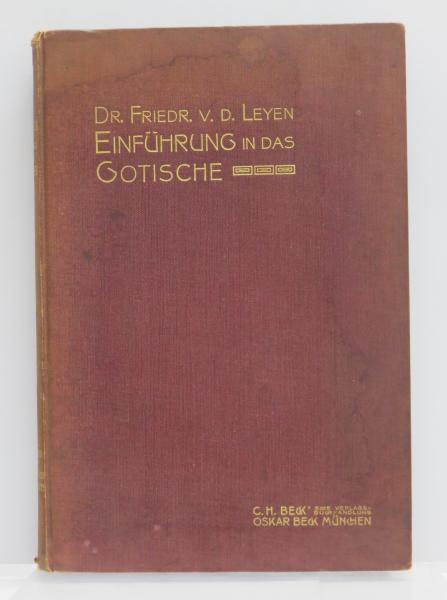 DR. FRIEDR. V. D. LEYEN
EINFÜHRUNG IN DAS
GOTISCHE
C. H. BECK'SCHE VERLAGS-
BUCHHANDLUNG
OSKAR BECK MÜNCHEN